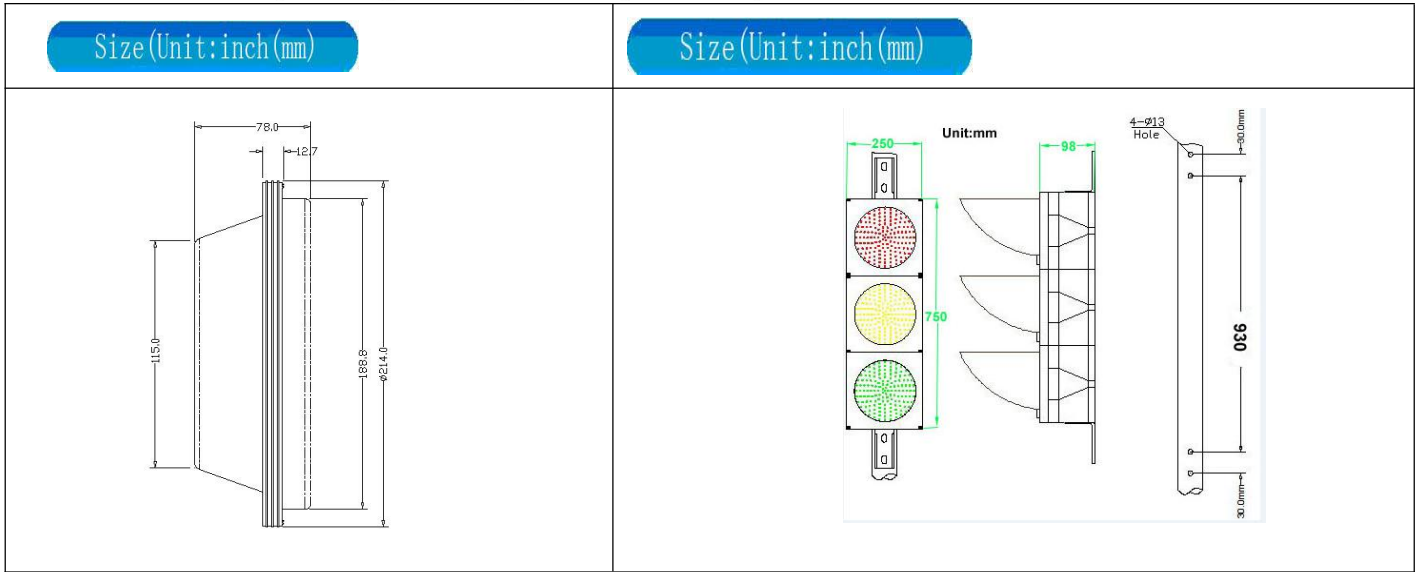 Size(Unit:inch(mm)
Size(Unit:inch(mm)
78.0
12.7
115.0
188.8
ø214.0
Unit:mm
250
98
750
4-ø13
Hole
30.0mm
930
30.0mm